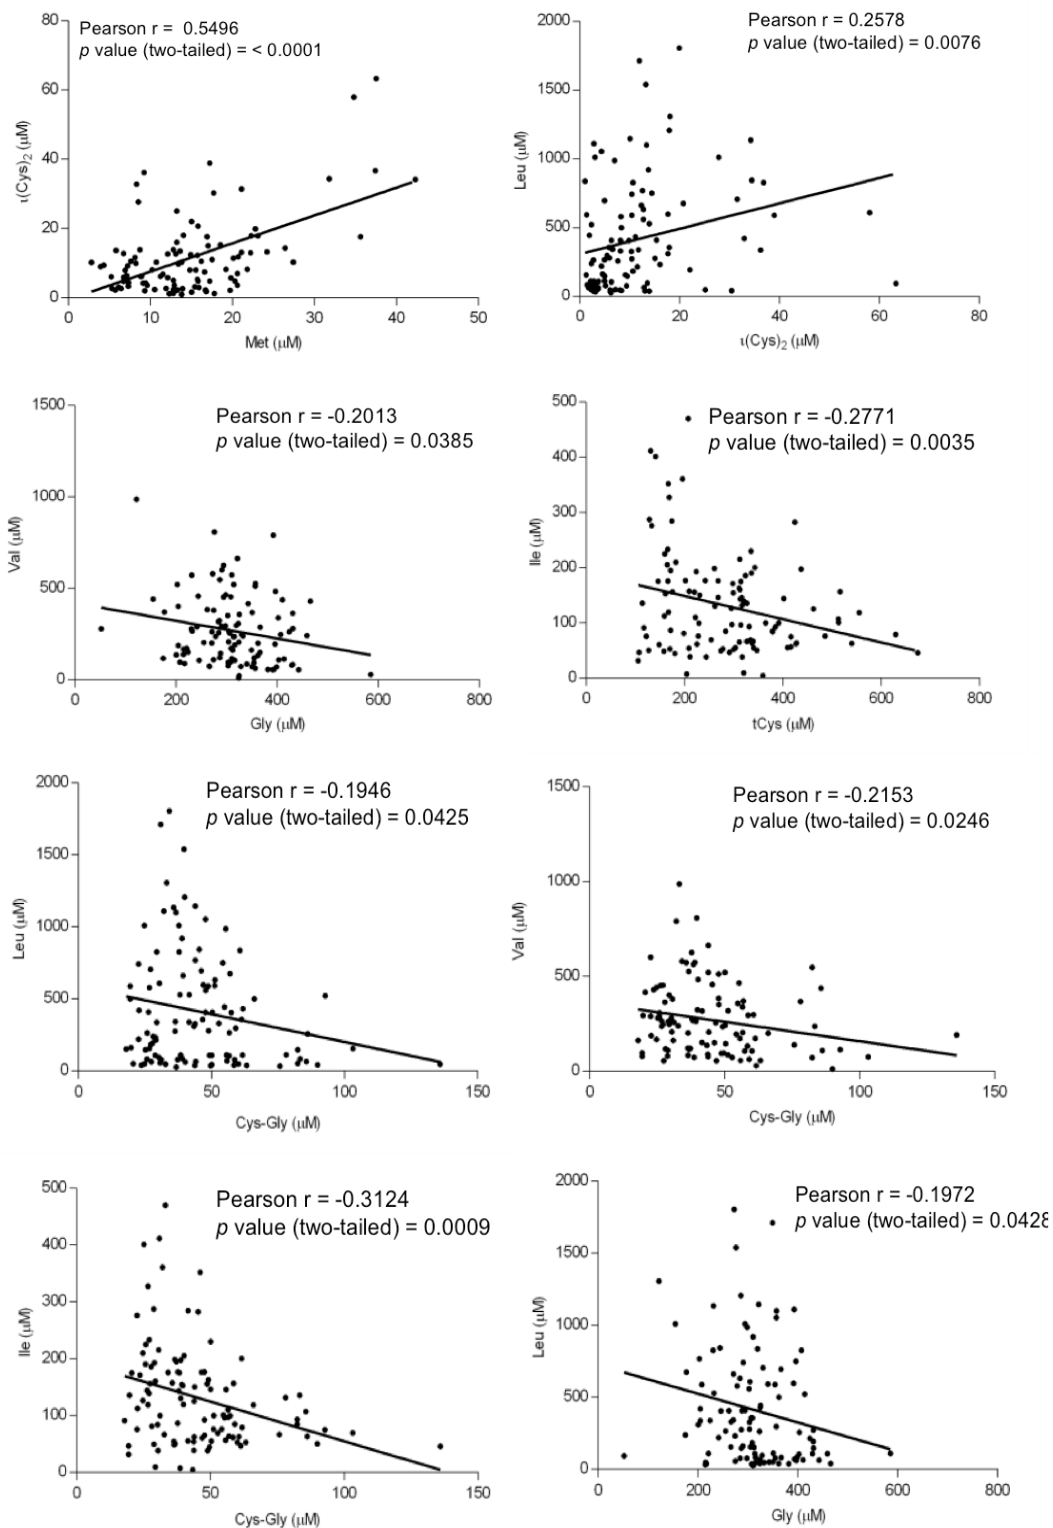 Pearson r = 0.5496
p value (two-tailed) = < 0.0001
80
60
40
20
0
ι(Cys)2 (µM)
0 10 20 30 40 50
Met (µM)
Pearson r = 0.2578
p value (two-tailed) = 0.0076
2000
1500
1000
500
0
Leu (µM)
0 20 40 60 80
ι(Cys)2 (µM)
Pearson r = -0.2013
p value (two-tailed) = 0.0385
1500
1000
500
0
Val (µM)
0 200 400 600 800
Gly (µM)
Pearson r = -0.2771
p value (two-tailed) = 0.0035
500
400
300
200
100
0
Ile (µM)
0 200 400 600 800
tCys (µM)
Pearson r = -0.1946
p value (two-tailed) = 0.0425
2000
1500
1000
500
0
Leu (µM)
0 50 100 150
Cys-Gly (µM)
Pearson r = -0.2153
p value (two-tailed) = 0.0246
1500
1000
500
0
Val (µM)
0 50 100 150
Cys-Gly (µM)
Pearson r = -0.3124
p value (two-tailed) = 0.0009
500
400
300
200
100
0
Ile (µM)
0 50 100 150
Cys-Gly (µM)
Pearson r = -0.1972
p value (two-tailed) = 0.0428
2000
1500
1000
500
0
Leu (µM)
0 200 400 600 800
Gly (µM)